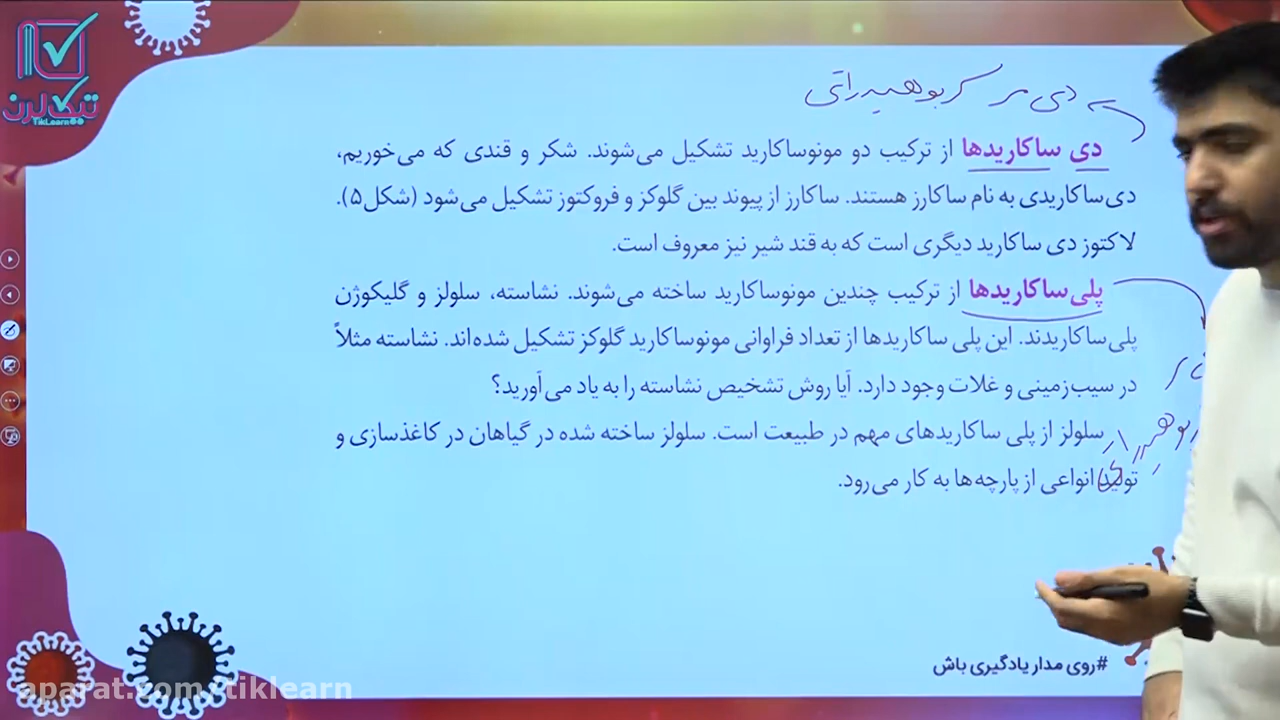 تیک لرن
TikLearn
دی مر کربوهیدراتی
دی ساکاریدها از ترکیب دو مونوساکارید تشکیل می‌شوند. شکر و قندی که می‌خوریم،
دی‌ساکاریدی به نام ساکارز هستند. ساکارز از پیوند بین گلوکز و فروکتوز تشکیل می‌شود (شکل۵).
لاکتوز دی ساکارید دیگری است که به قند شیر نیز معروف است.
پلی‌ساکاریدها از ترکیب چندین مونوساکارید ساخته می‌شوند. نشاسته، سلولز و گلیکوژن
پلی‌ساکاریدند. این پلی ساکاریدها از تعداد فراوانی مونوساکارید گلوکز تشکیل شده‌اند. نشاسته مثلاً
در سیب‌زمینی و غلات وجود دارد. آیا روش تشخیص نشاسته را به یاد می‌آورید؟
سلولز از پلی ساکاریدهای مهم در طبیعت است. سلولز ساخته شده در گیاهان در کاغذسازی و
تولید انواعی از پارچه‌ها به کار می‌رود.
#روی مدار یادگیری باش
aparat.com/tiklearn